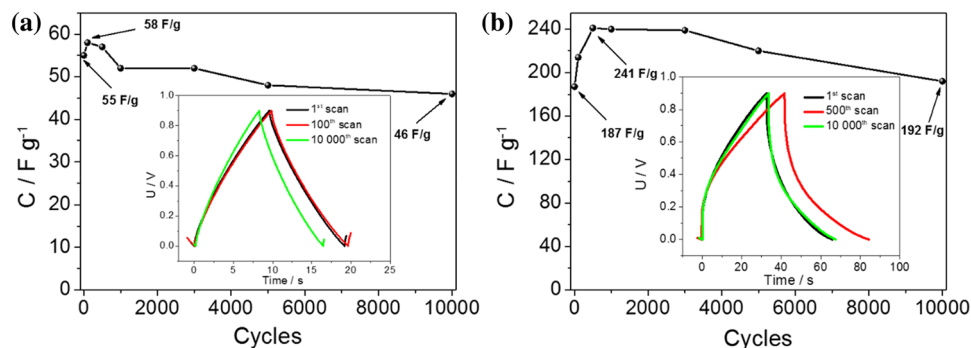 (a)
C / F g⁻¹
60
50
40
30
20
10
0
58 F/g
55 F/g
46 F/g
U / V
1.0
0.8
0.6
0.4
0.2
0.0
1ˢᵗ scan
100ᵗʰ scan
10 000ᵗʰ scan
0 5 10 15 20 25
Time / s
0 2000 4000 6000 8000 10000
Cycles
(b)
C / F g⁻¹
240
200
160
120
80
40
0
241 F/g
187 F/g
192 F/g
U / V
1.0
0.8
0.6
0.4
0.2
0.0
1ˢᵗ scan
500ᵗʰ scan
10 000ᵗʰ scan
0 20 40 60 80 100
Time / s
0 2000 4000 6000 8000 10000
Cycles